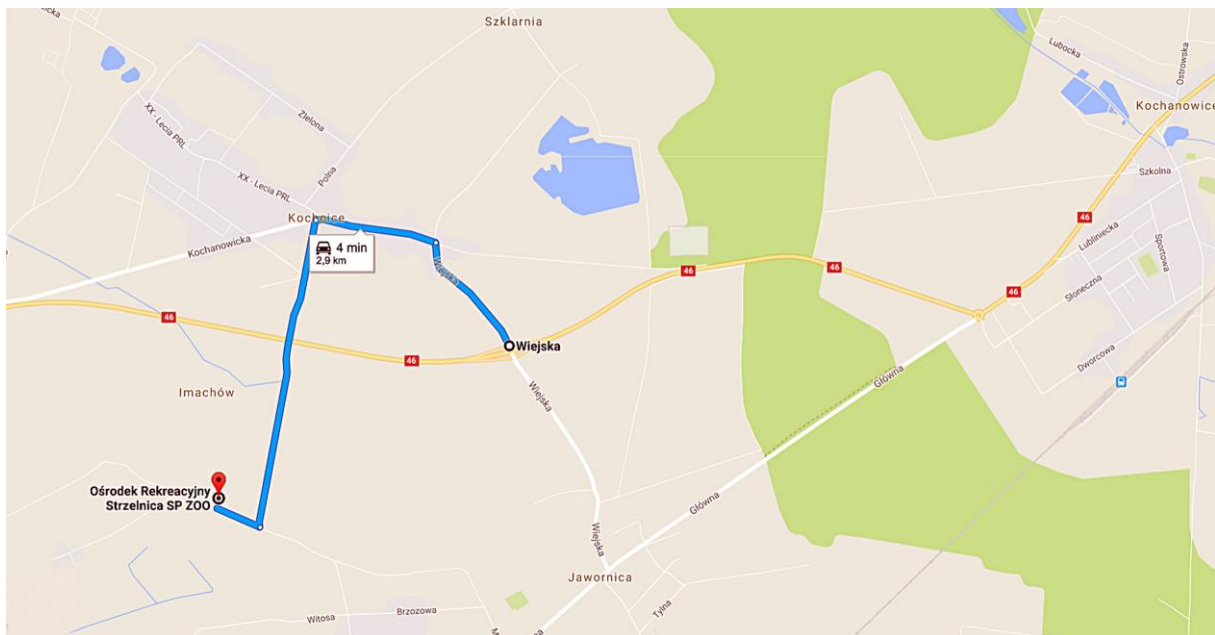 Szklarnia
Lubocka
Ostrowska
Kochanowice
XX - Lecia PRL
Zielona
Polna
XX - Lecia PRL
Szkolna
Kochcice
Kochanowicka
4 min
2,9 km
Wiejska
46
46
46
46
46
46
Lubliniecka
Sportowa
Słoneczna
Wiejska
Dworcowa
Główna
Wiejska
Imachów
Ośrodek Rekreacyjny
Strzelnica SP ZOO
Główna
Wiejska
Jawornica
Tylna
Brzozowa
Witosa